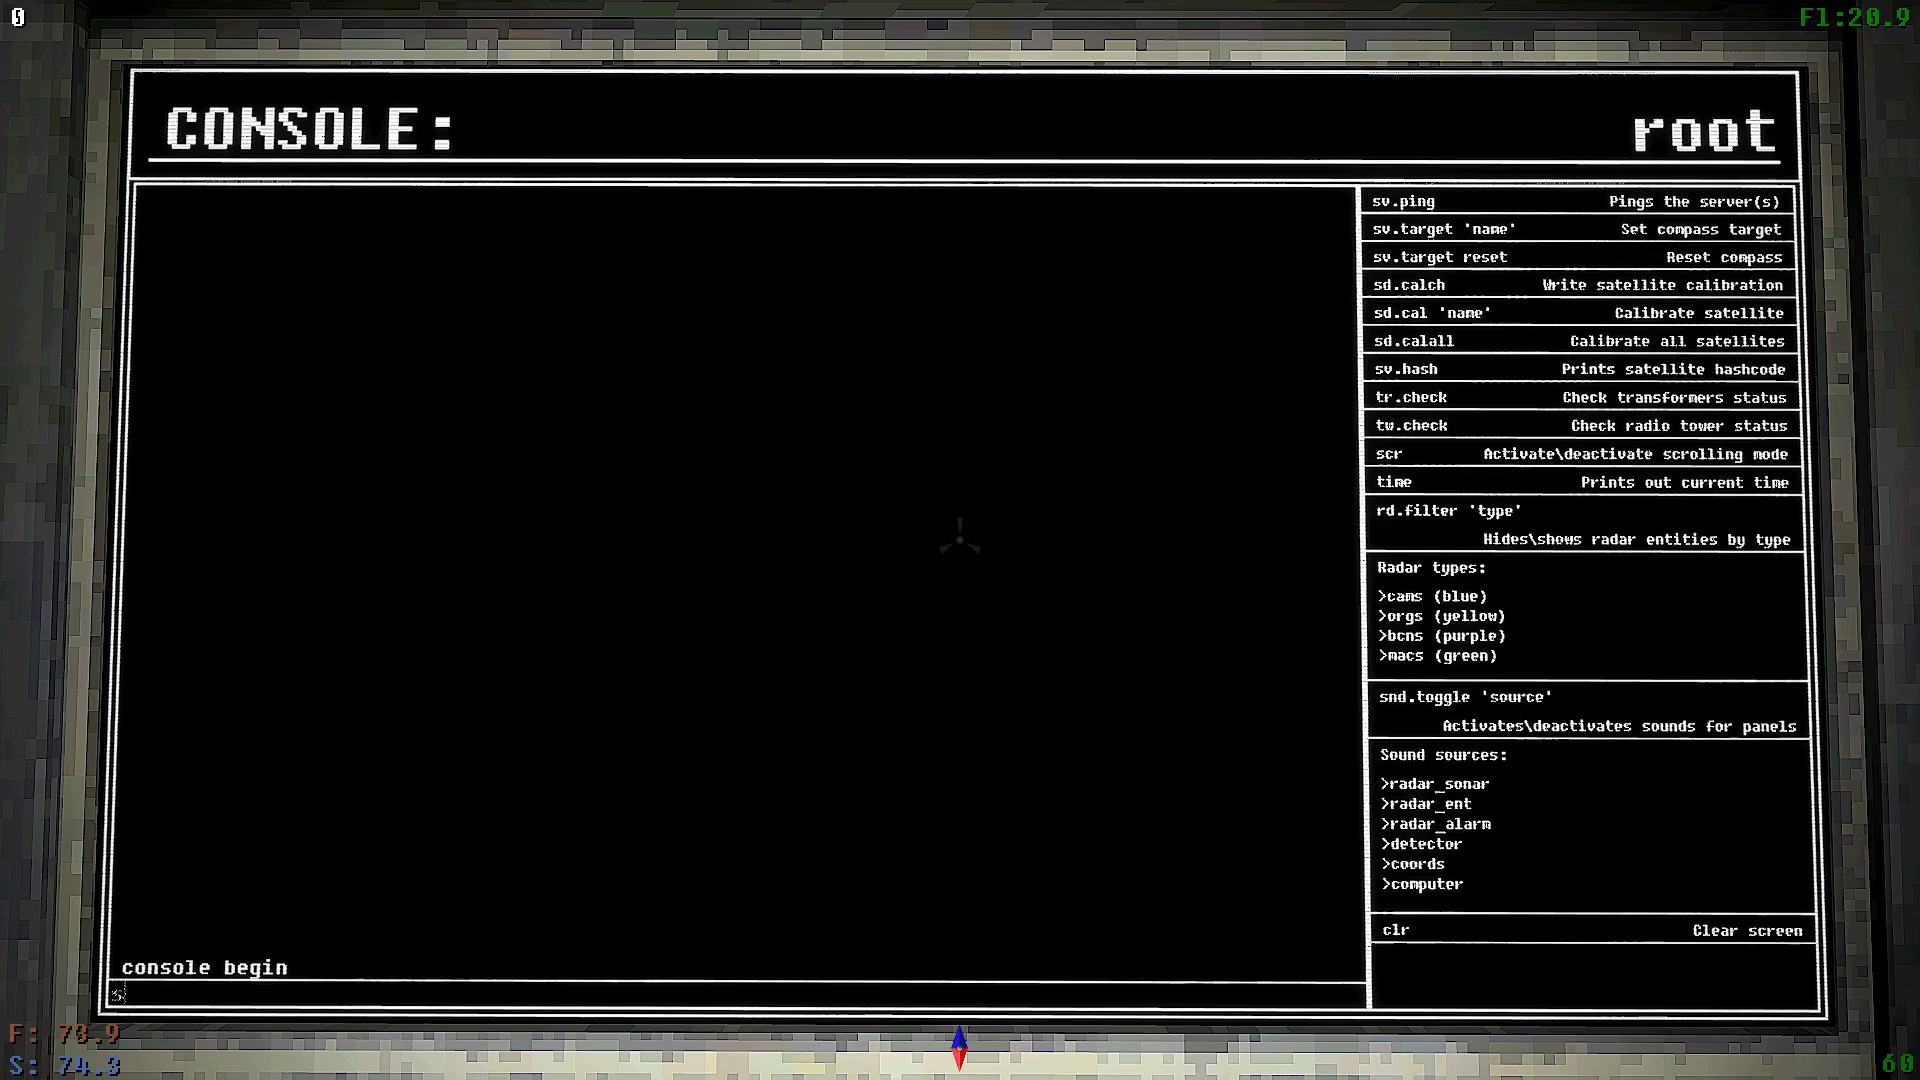 S
Fl:20.9
CONSOLE: root
sv.ping Pings the server(s)
sv.target 'name' Set compass target
sv.target reset Reset compass
sd.calch Write satellite calibration
sd.cal 'name' Calibrate satellite
sd.calall Calibrate all satellites
sv.hash Prints satellite hashcode
tr.check Check transformers status
tw.check Check radio tower status
scr Activate\deactivate scrolling mode
time Prints out current time
rd.filter 'type'
Hides\shows radar entities by type
Radar types:
>cams (blue)
>orgs (yellow)
>bcns (purple)
>macs (green)
snd.toggle 'source'
Activates\deactivates sounds for panels
Sound sources:
>radar_sonar
>radar_ent
>radar_alarm
>detector
>coords
>computer
clr Clear screen
console begin
s
F: 73.9
S: 74.3
60